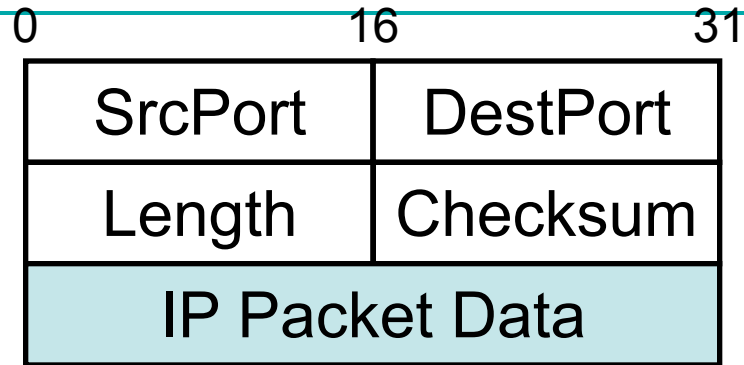 0 16 31
SrcPort DestPort
Length Checksum
IP Packet Data